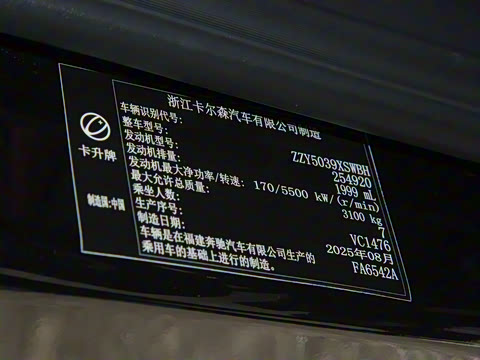 浙江卡尔森汽车有限公司制造
车辆识别代号:
整车型号: ZZY5039XSWBH
发动机型号: 254920
发动机排量: 1999 mL
发动机最大净功率/转速: 170/5500 kW/(r/min)
最大允许总质量: 3100 kg
乘坐人数: 7
生产序号: VC1476
制造日期: 2025年08月
车辆是在福建奔驰汽车有限公司生产的 FA6542A
乘用车的基础上进行的制造。
卡升牌
制造国:中国